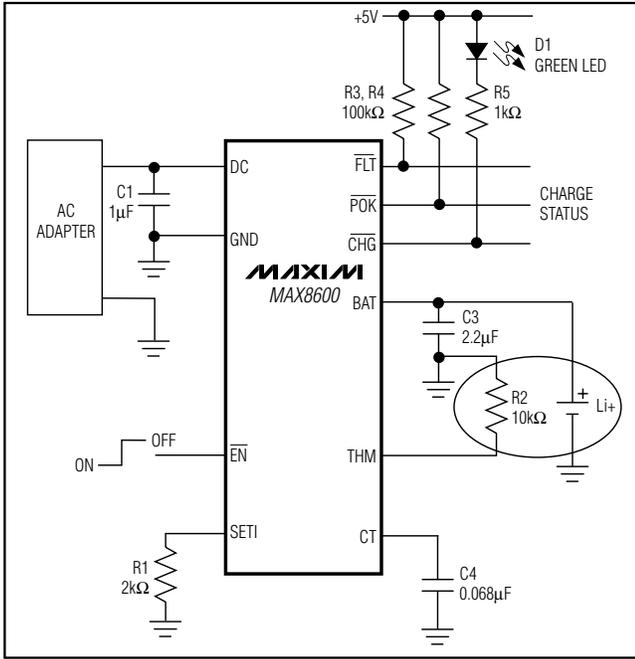 +5V
D1
GREEN LED
R3, R4
100kΩ
R5
1kΩ
AC
ADAPTER
C1
1µF
DC
GND
FLT
POK
CHG
CHARGE
STATUS
MAXIM
MAX8600
BAT
C3
2.2µF
R2
10kΩ
+
Li+
ON
OFF
EN
THM
SETI
CT
R1
2kΩ
C4
0.068µF